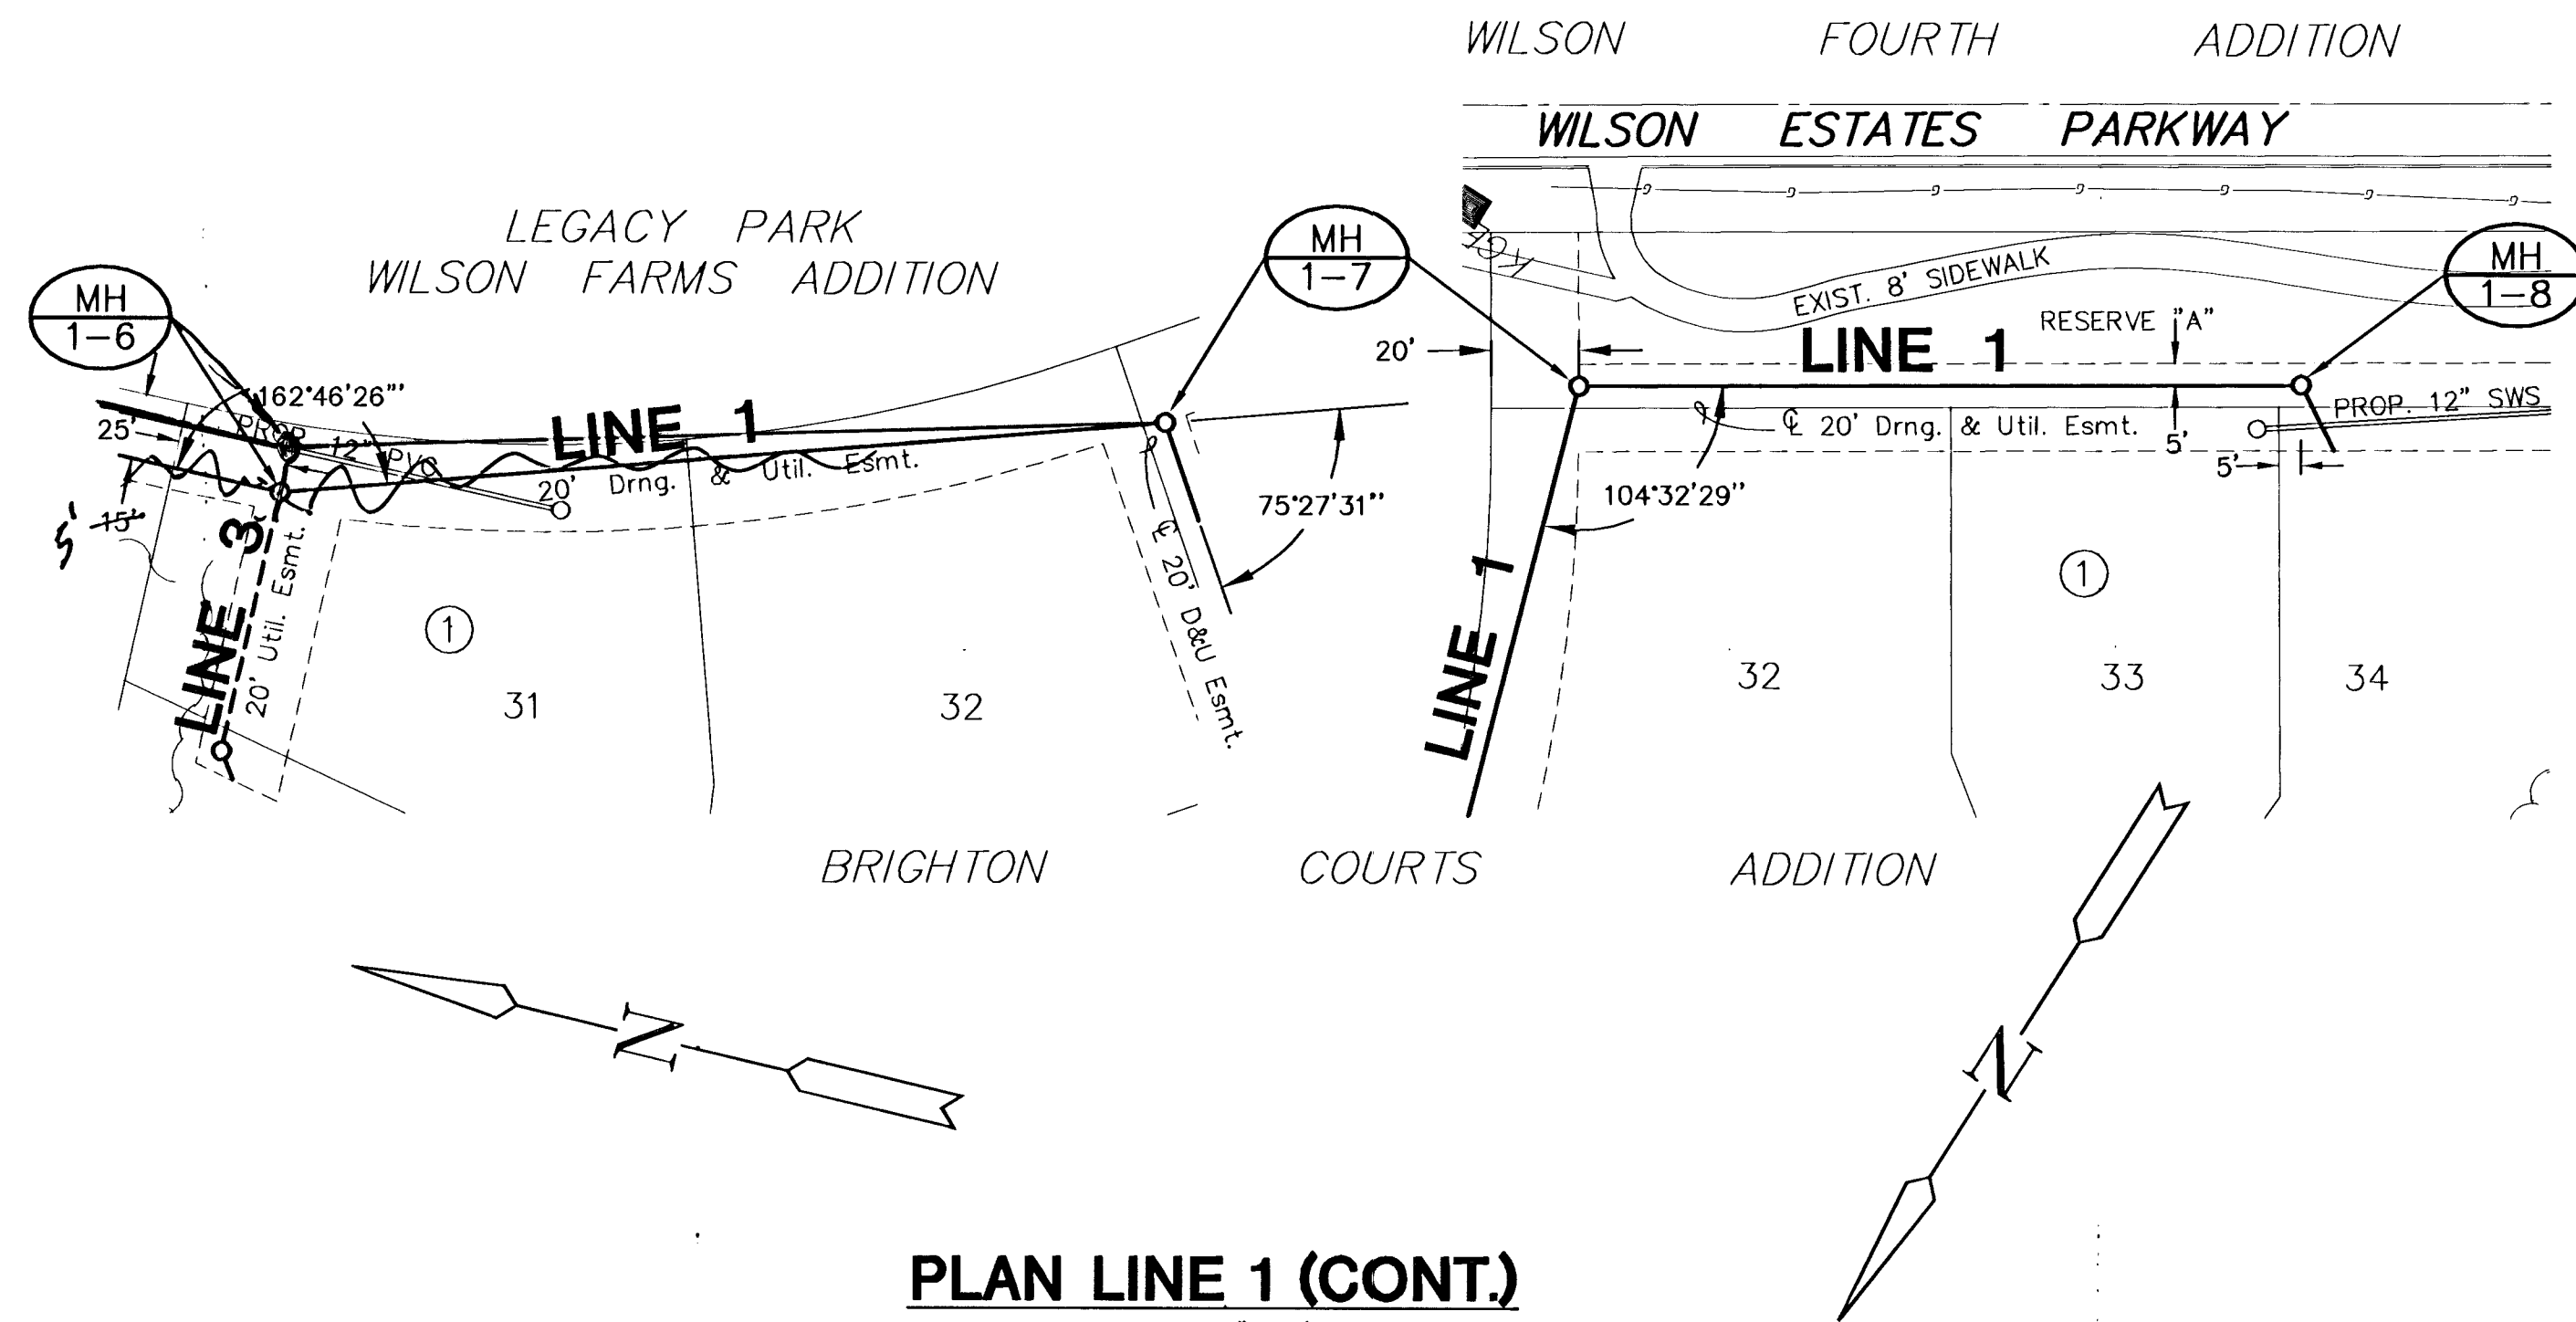 WILSON FOURTH ADDITION
WILSON ESTATES PARKWAY
LEGACY PARK
WILSON FARMS ADDITION
MH
1-6
MH
1-7
MH
1-8
EXIST. 8' SIDEWALK
RESERVE "A"
LINE 1
20'
162°46'26"'
25'
PROP. 12" PVC
LINE 1
20' Drng. & Util. Esmt.
15'
5'
LINE 3
20' Util. Esmt.
75°27'31''
℄ 20' D&U Esmt.
℄ 20' Drng. & Util. Esmt.
5'
5'
PROP. 12" SWS
104°32'29''
LINE 1
1
31
32
32
1
33
34
BRIGHTON COURTS ADDITION
N
N
PLAN LINE 1 (CONT.)